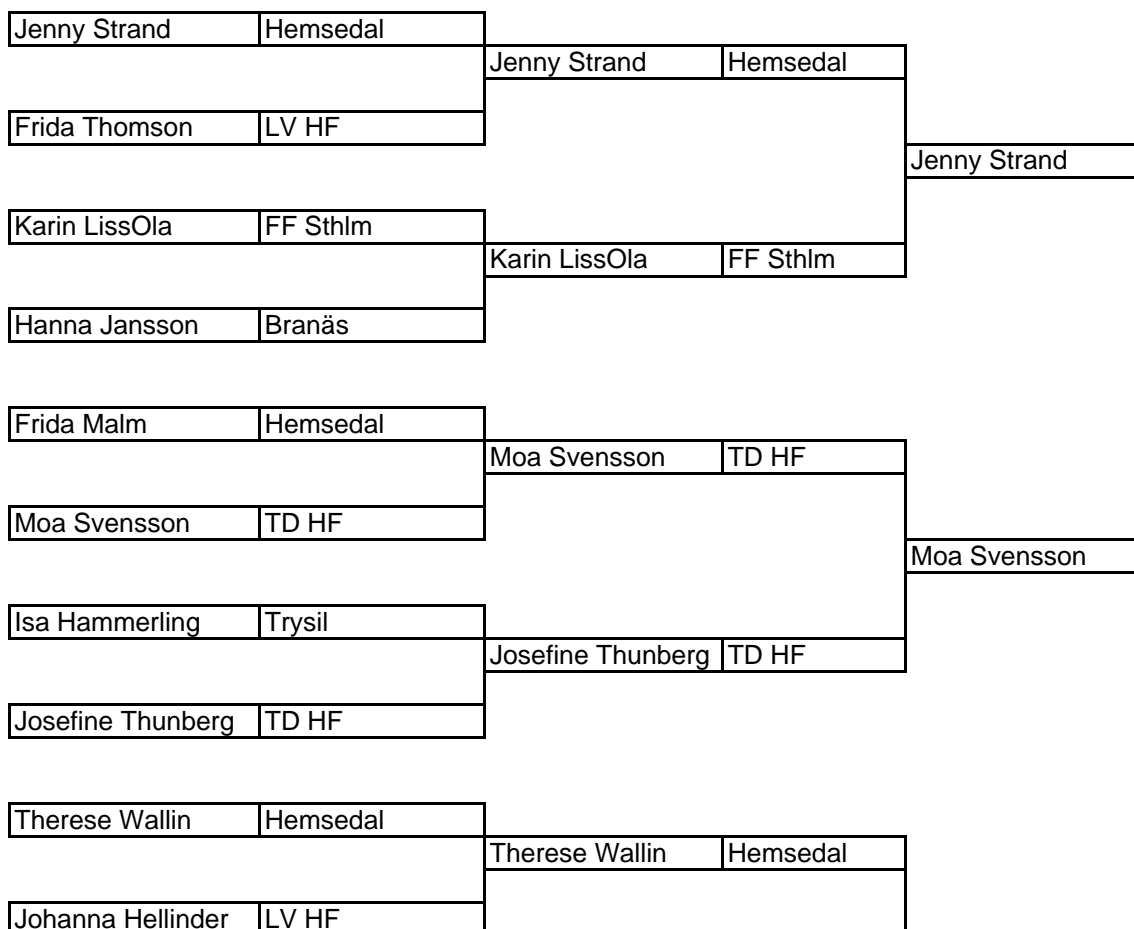 Jenny Strand Hemsedal
Jenny Strand Hemsedal
Frida Thomson LV HF
Jenny Strand
Karin LissOla FF Sthlm
Karin LissOla FF Sthlm
Hanna Jansson Branäs
Frida Malm Hemsedal
Moa Svensson TD HF
Moa Svensson TD HF
Moa Svensson
Isa Hammerling Trysil
Josefine Thunberg TD HF
Josefine Thunberg TD HF
Therese Wallin Hemsedal
Therese Wallin Hemsedal
Johanna Hellinder LV HF